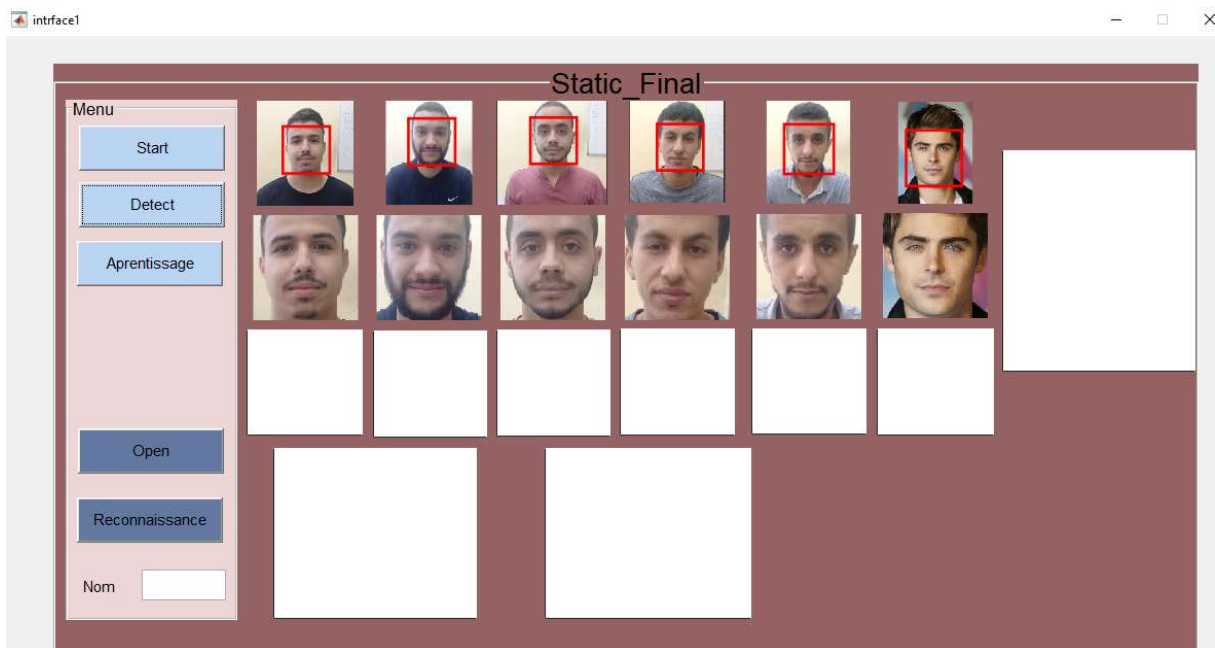 intrface1
Static_Final
Menu
Start
Detect
Aprentissage
Open
Reconnaissance
Nom